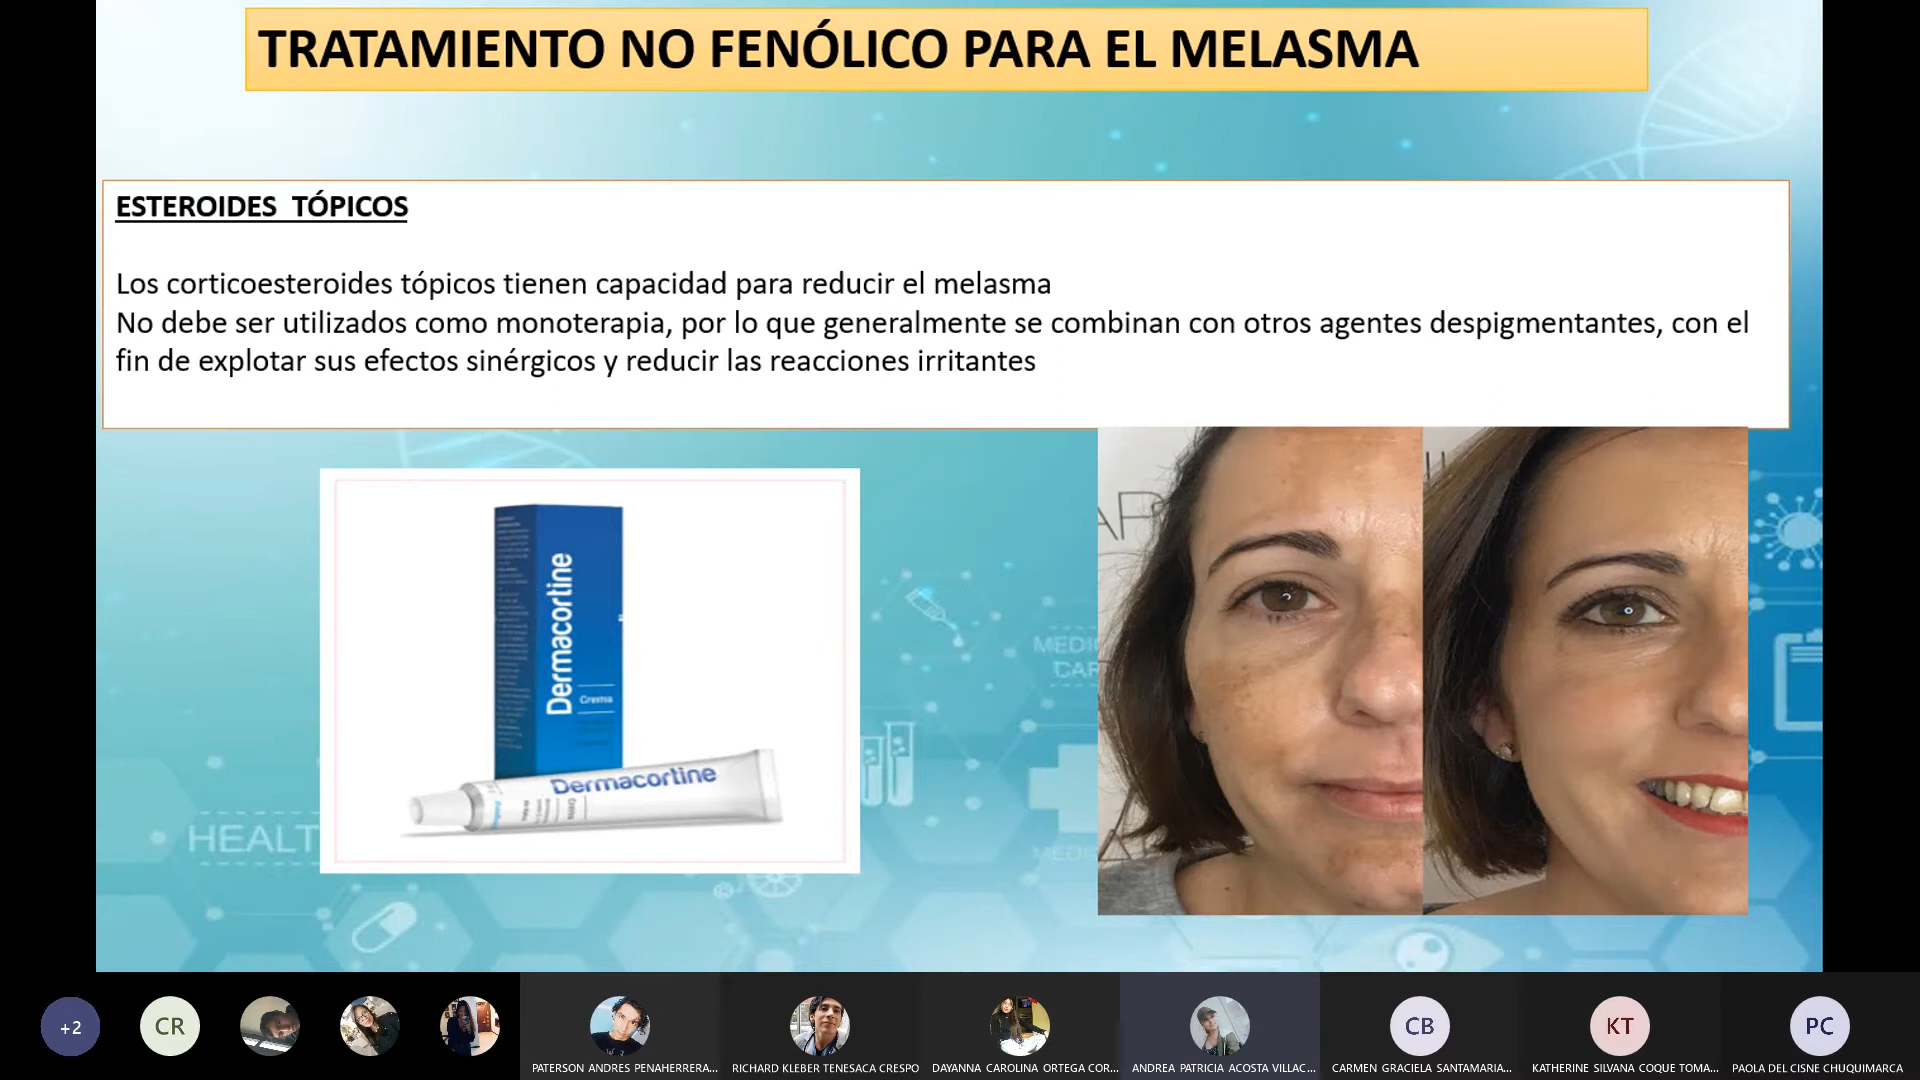 TRATAMIENTO NO FENÓLICO PARA EL MELASMA
ESTEROIDES TÓPICOS
Los corticoesteroides tópicos tienen capacidad para reducir el melasma
No debe ser utilizados como monoterapia, por lo que generalmente se combinan con otros agentes despigmentantes, con el
fin de explotar sus efectos sinérgicos y reducir las reacciones irritantes
Dermacortine
Crema
Dermacortine
MEDI
CAR
HEALT
+2
CR
CB
KT
PC
PATERSON ANDRES PENAHERRERA...
RICHARD KLEBER TENESACA CRESPO
DAYANNA CAROLINA ORTEGA COR...
ANDREA PATRICIA ACOSTA VILLAC...
CARMEN GRACIELA SANTAMARIA...
KATHERINE SILVANA COQUE TOMA...
PAOLA DEL CISNE CHUQUIMARCA